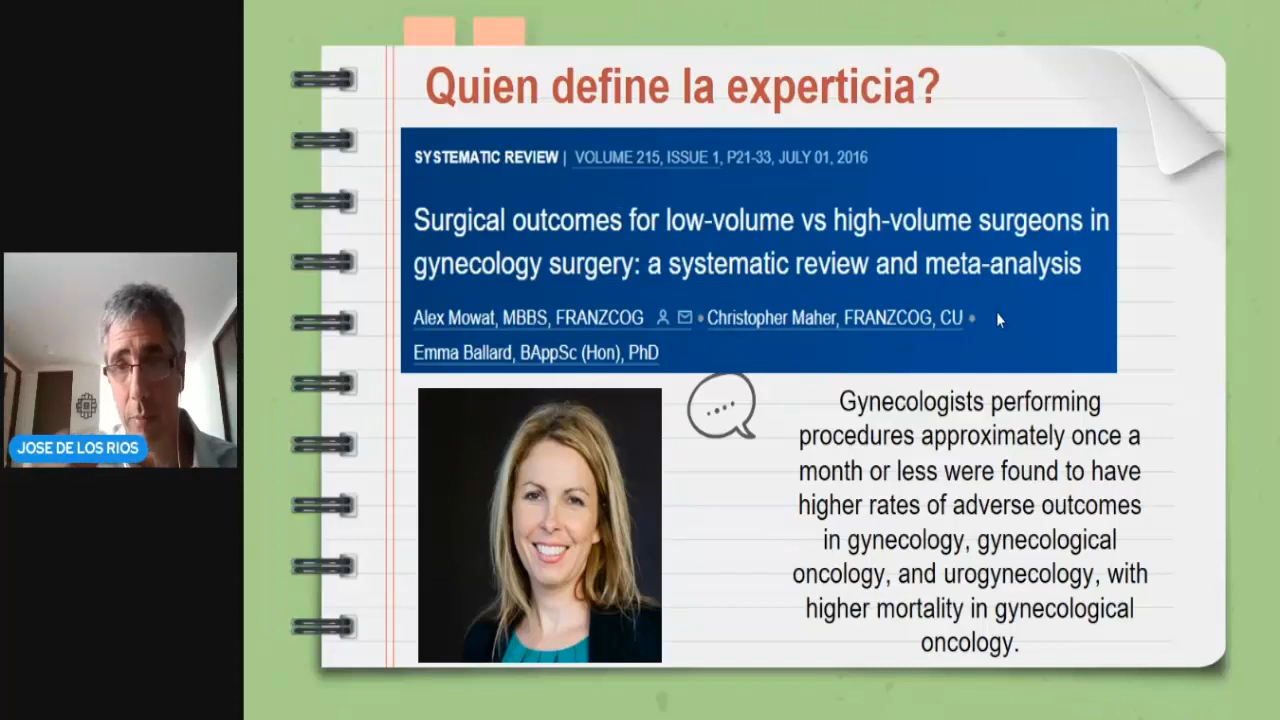 Quien define la experticia?
SYSTEMATIC REVIEW | VOLUME 215, ISSUE 1, P21-33, JULY 01, 2016
Surgical outcomes for low-volume vs high-volume surgeons in
gynecology surgery: a systematic review and meta-analysis
Alex Mowat, MBBS, FRANZCOG • Christopher Maher, FRANZCOG, CU •
Emma Ballard, BAppSc (Hon), PhD
Gynecologists performing
procedures approximately once a
month or less were found to have
higher rates of adverse outcomes
in gynecology, gynecological
oncology, and urogynecology, with
higher mortality in gynecological
oncology.
JOSE DE LOS RIOS